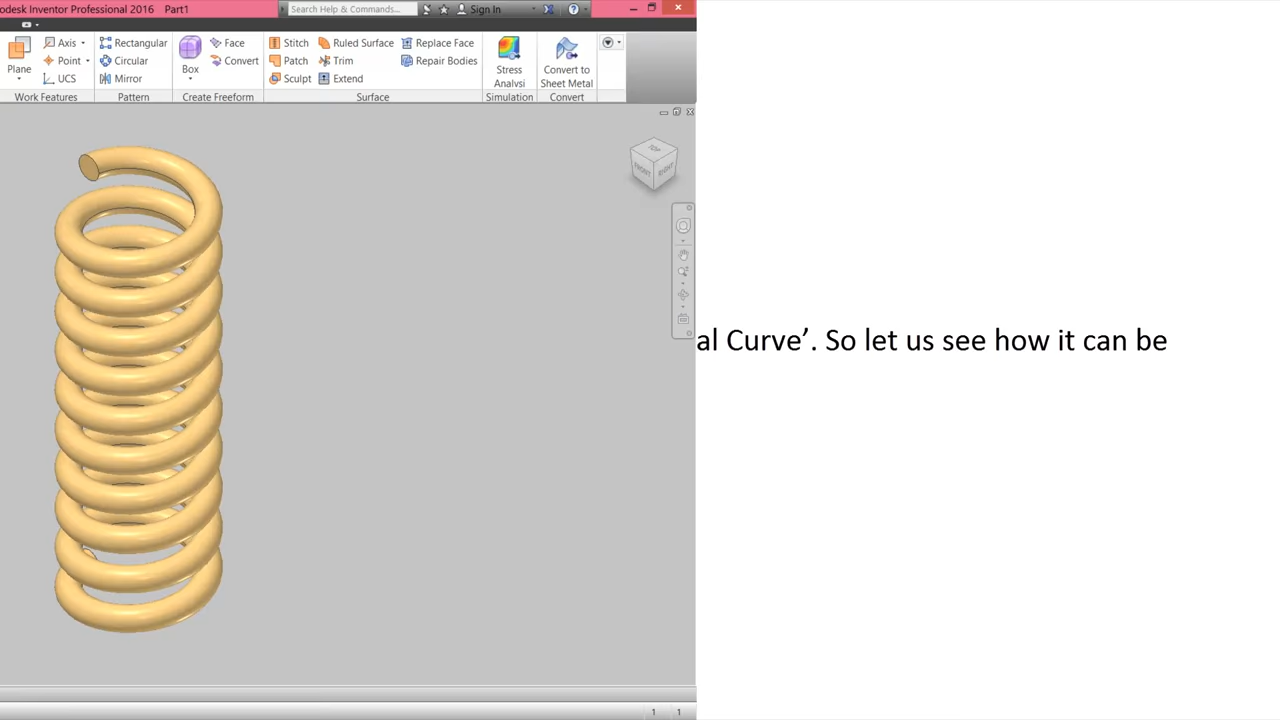 odesk Inventor Professional 2016 Part1
Search Help & Commands...
Sign In
Plane
Axis
Point
UCS
Work Features
Rectangular
Circular
Mirror
Pattern
Box
Face
Convert
Create Freeform
Stitch
Ruled Surface
Replace Face
Patch
Trim
Repair Bodies
Sculpt
Extend
Surface
Stress
Analysi
Simulation
Convert to
Sheet Metal
Convert
TOP
FRONT
RIGHT
al Curve’. So let us see how it can be
1 1